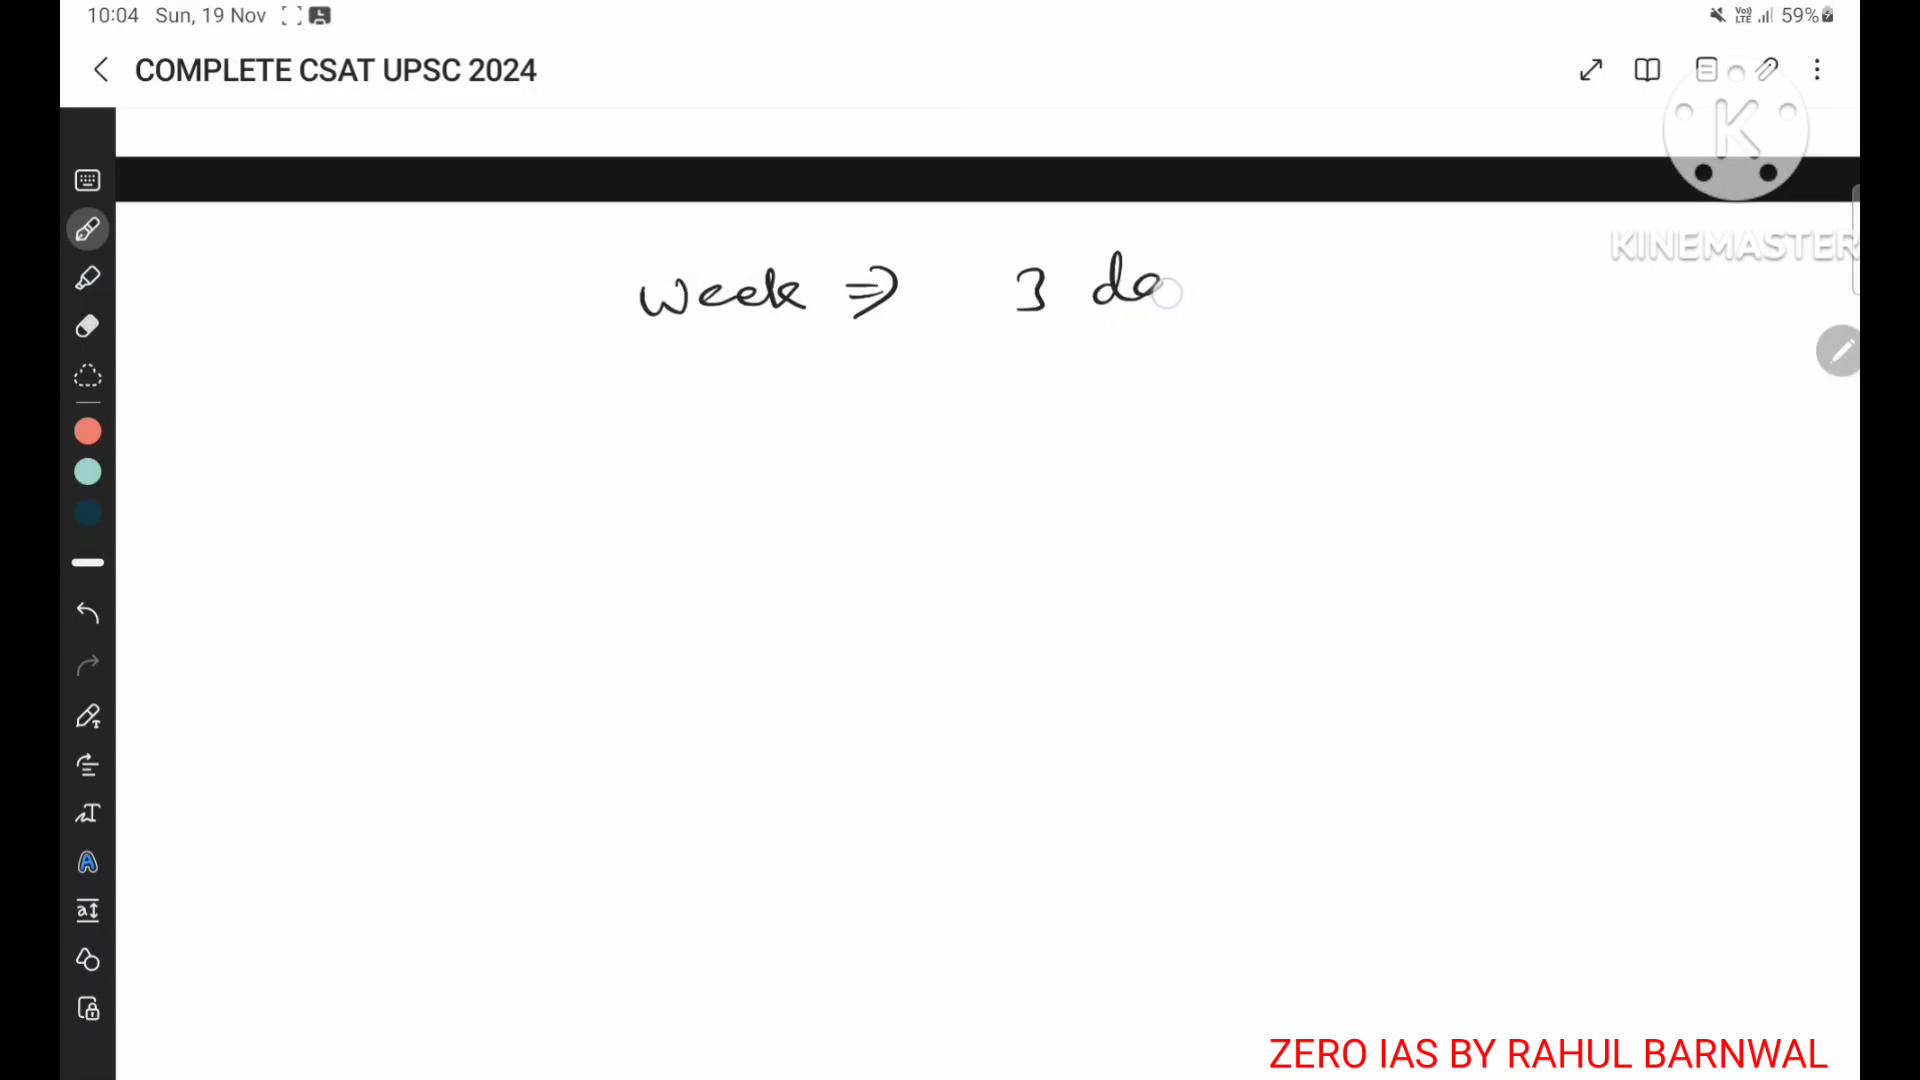 10:04 Sun, 19 Nov 59%
COMPLETE CSAT UPSC 2024
K
KINEMASTER
week ⇒ 3 da
ZERO IAS BY RAHUL BARNWAL